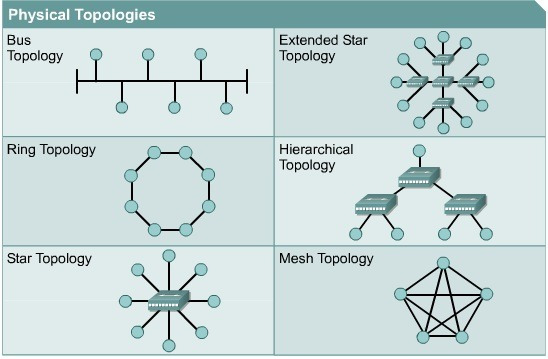 Physical Topologies
Bus
Topology
Extended Star
Topology
Ring Topology
Hierarchical
Topology
Star Topology
Mesh Topology